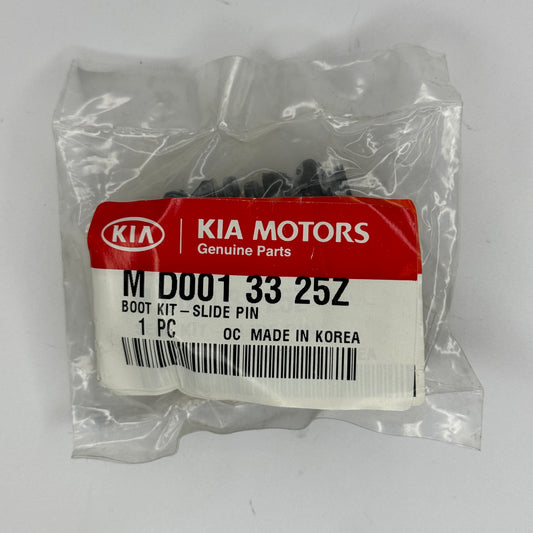 KIA
KIA MOTORS
Genuine Parts
M D001 33 25Z
BOOT KIT-SLIDE PIN
1 PC OC MADE IN KOREA